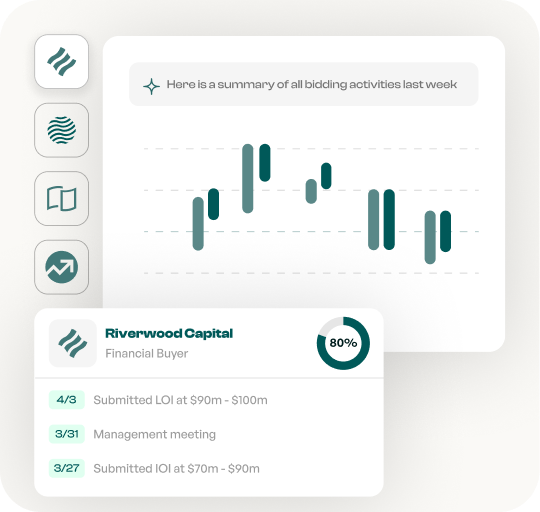 Here is a summary of all bidding activities last week
Riverwood Capital
Financial Buyer
80%
4/3 Submitted LOI at $90m - $100m
3/31 Management meeting
3/27 Submitted IOI at $70m - $90m